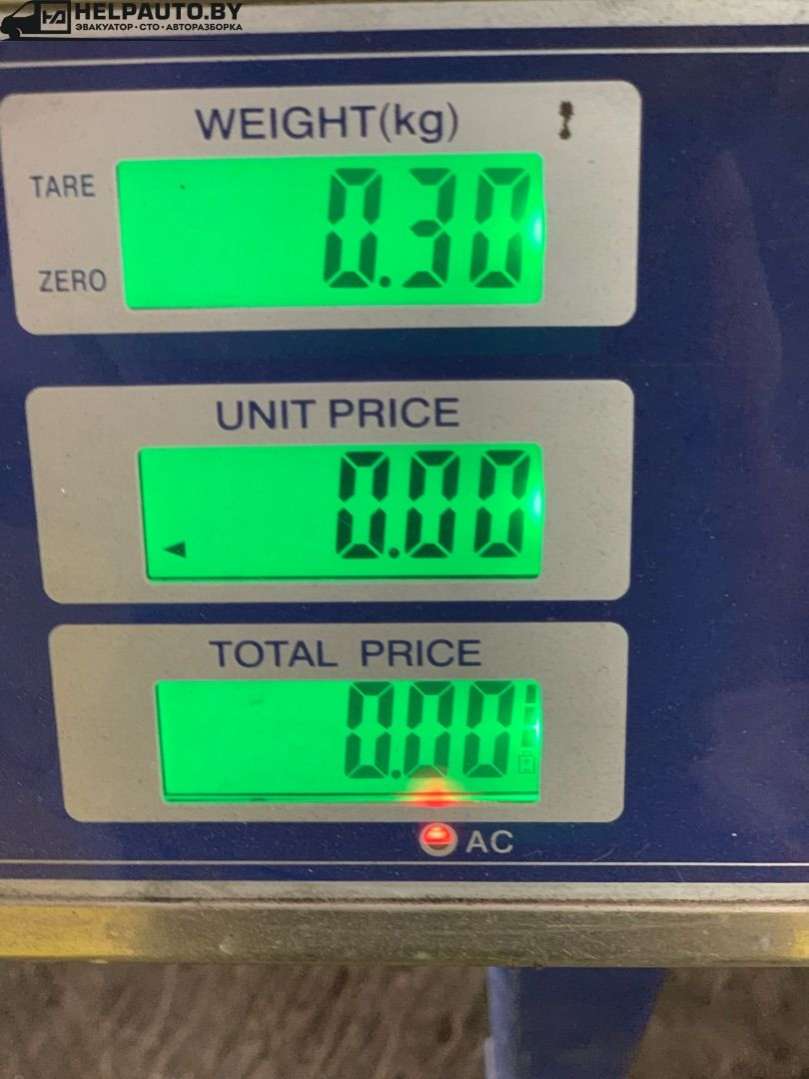 HELPAUTO.BY
ЭВАКУАТОР•СТО•АВТОРАЗБОРКА
WEIGHT(kg)
TARE
0.30
ZERO
UNIT PRICE
0.00
TOTAL PRICE
0.00
AC